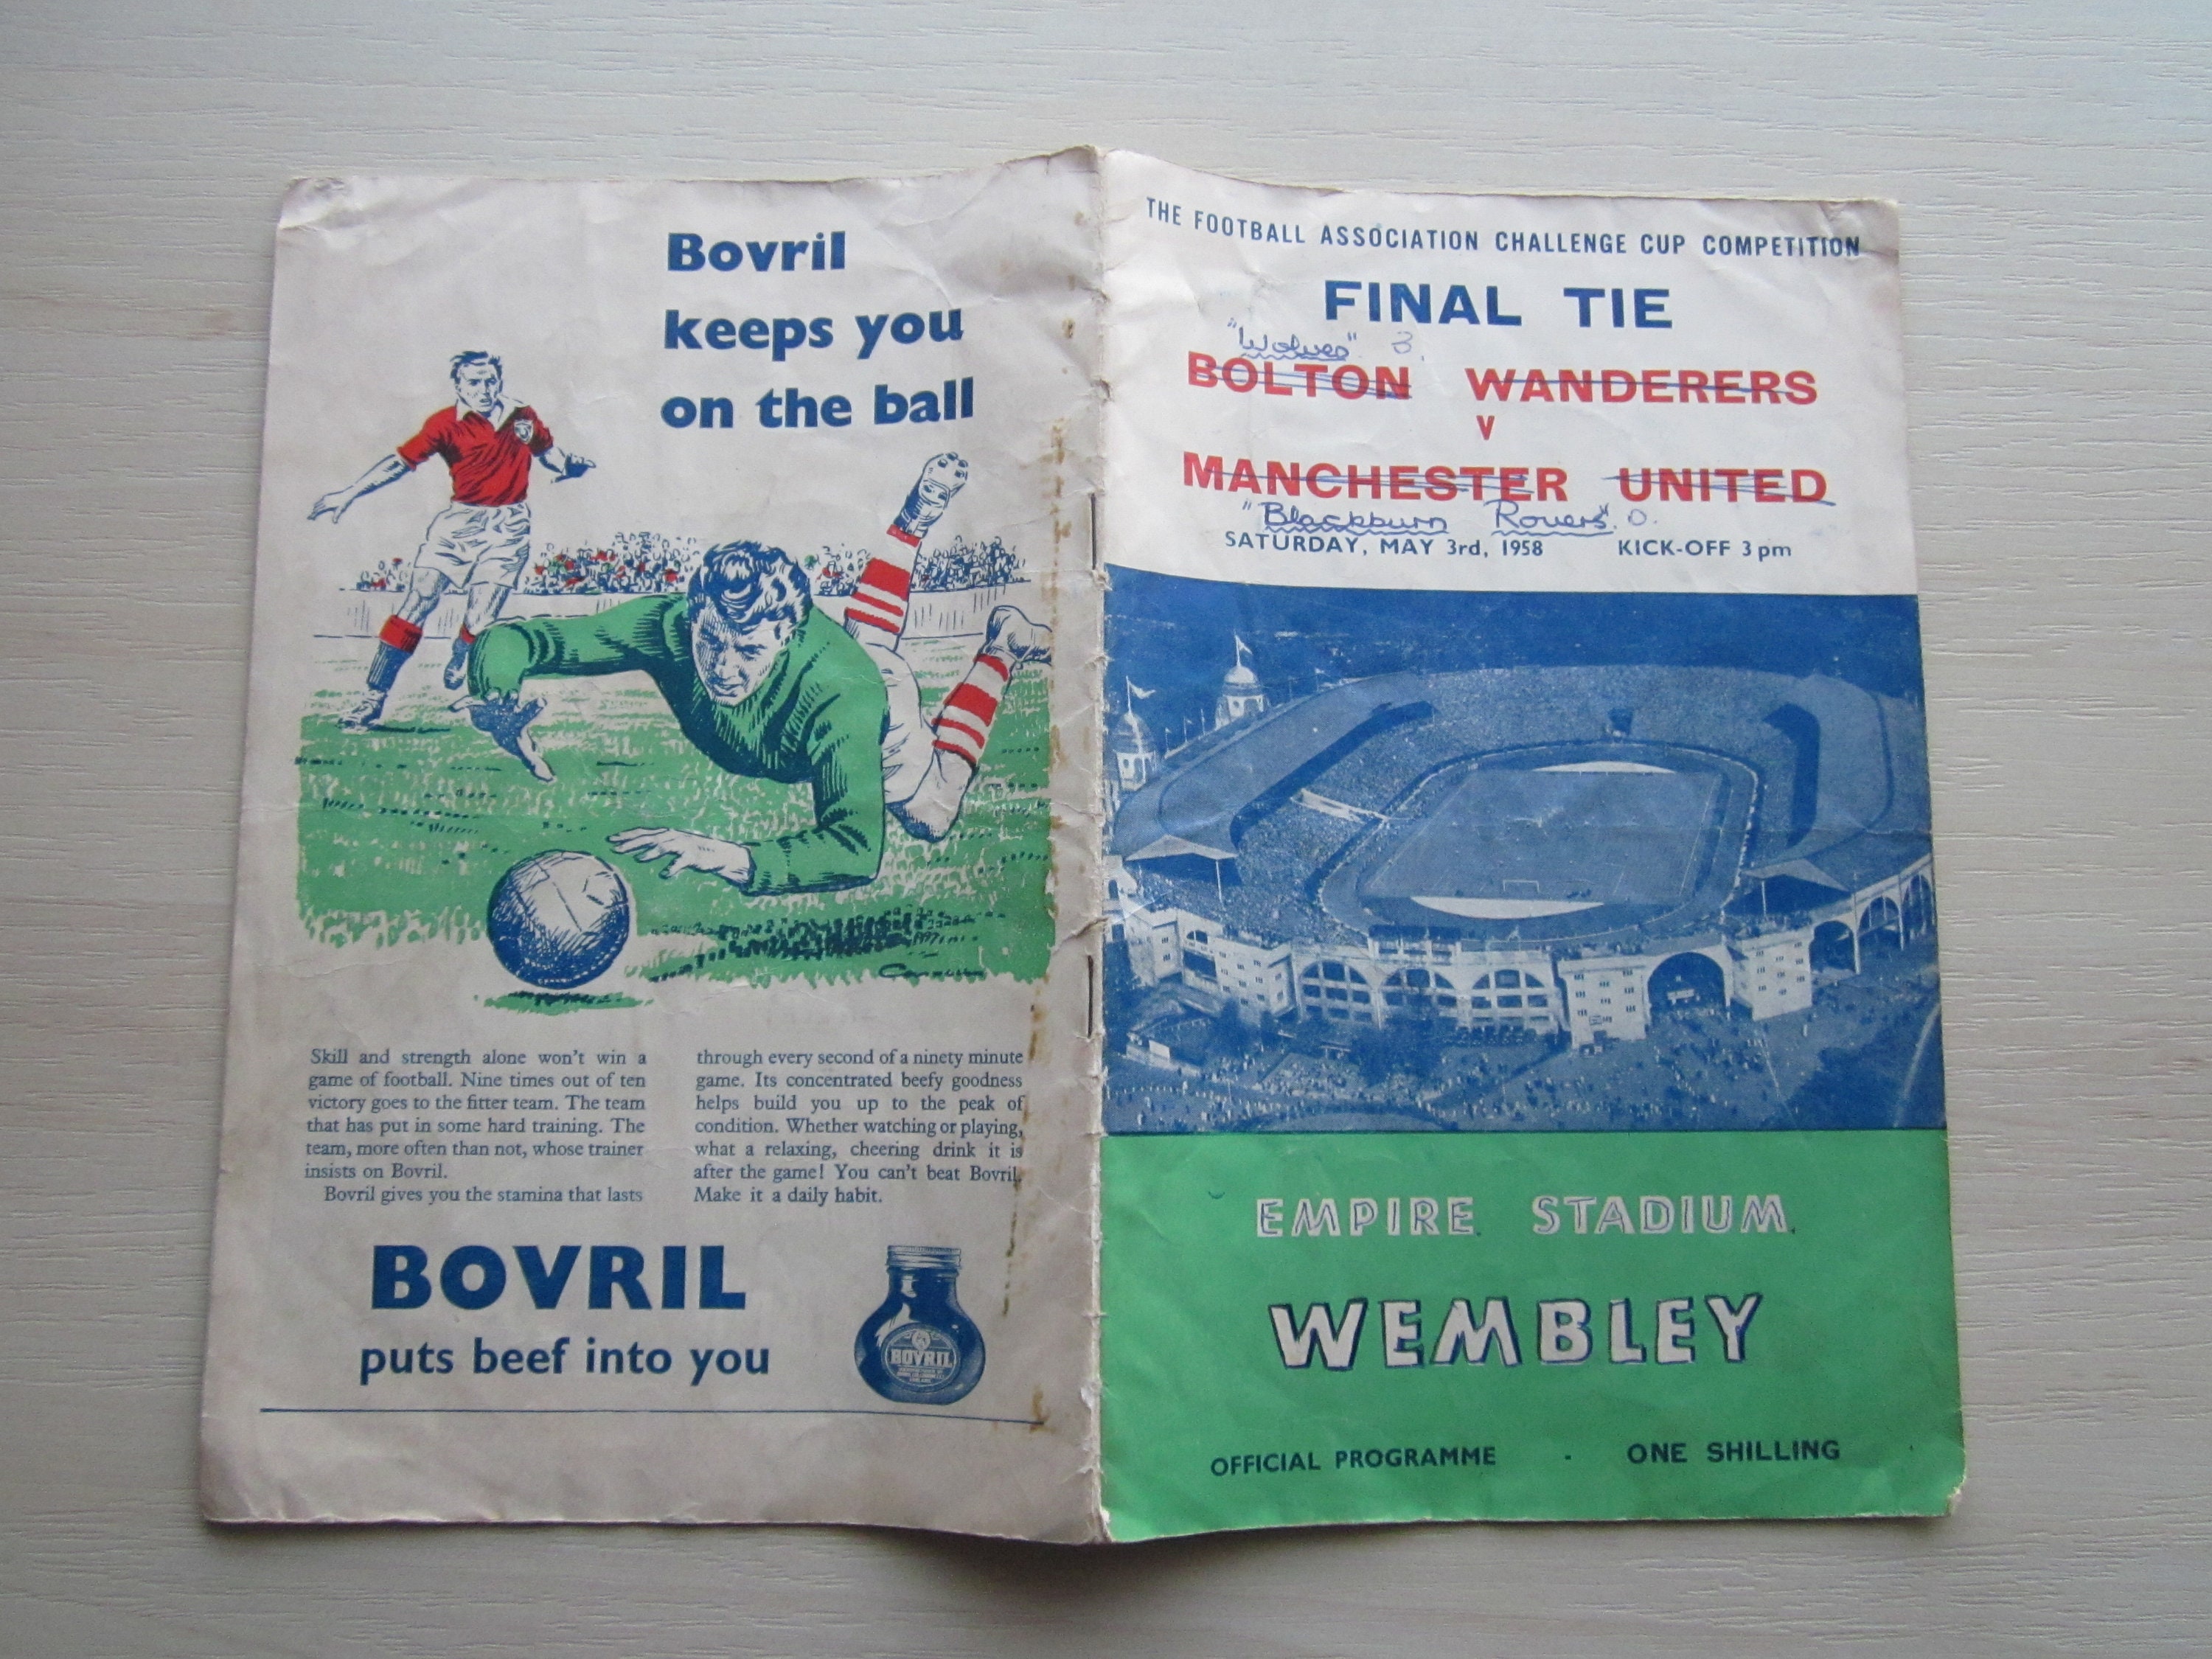 Bovril
keeps you
on the ball
Skill and strength alone won't win a
game of football. Nine times out of ten
victory goes to the fitter team. The team
that has put in some hard training. The
team, more often than not, whose trainer
insists on Bovril.
Bovril gives you the stamina that lasts
through every second of a ninety minute
game. Its concentrated beefy goodness
helps build you up to the peak of
condition. Whether watching or playing,
what a relaxing, cheering drink it is
after the game! You can't beat Bovril.
Make it a daily habit.
BOVRIL
puts beef into you
BOVRIL
THE FOOTBALL ASSOCIATION CHALLENGE CUP COMPETITION
FINAL TIE
"Wolves" 3.
BOLTON WANDERERS
V
MANCHESTER UNITED
"Blackburn Rovers" 0.
SATURDAY, MAY 3rd, 1958 KICK-OFF 3 pm
EMPIRE STADIUM
WEMBLEY
OFFICIAL PROGRAMME - ONE SHILLING